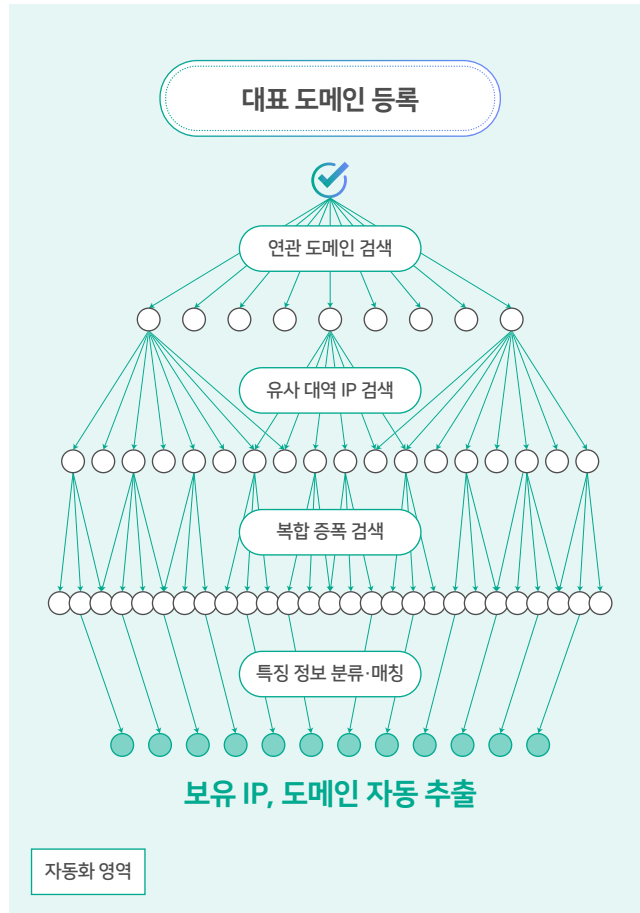 대표 도메인 등록
연관 도메인 검색
유사 대역 IP 검색
복합 증폭 검색
특징 정보 분류·매칭
보유 IP, 도메인 자동 추출
자동화 영역